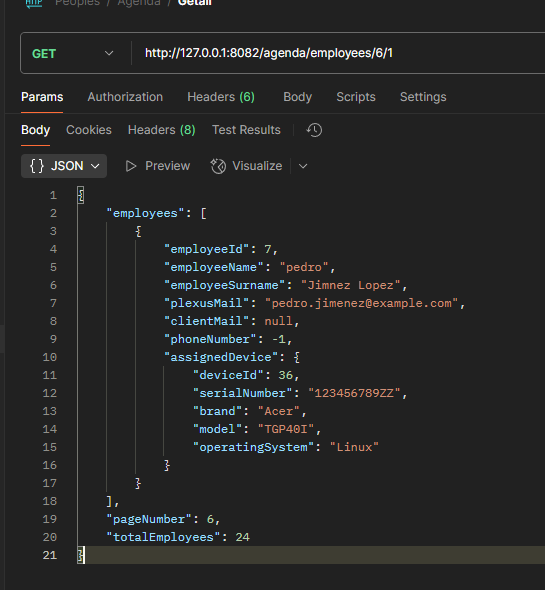 HTTP Peoples / Agenda / Getall
GET http://127.0.0.1:8082/agenda/employees/6/1
Params Authorization Headers (6) Body Scripts Settings
Body Cookies Headers (8) Test Results
{} JSON Preview Visualize
1 {
2 "employees": [
3 {
4 "employeeId": 7,
5 "employeeName": "pedro",
6 "employeeSurname": "Jimnez Lopez",
7 "plexusMail": "pedro.jimenez@example.com",
8 "clientMail": null,
9 "phoneNumber": -1,
10 "assignedDevice": {
11 "deviceId": 36,
12 "serialNumber": "123456789ZZ",
13 "brand": "Acer",
14 "model": "TGP40I",
15 "operatingSystem": "Linux"
16 }
17 }
18 ],
19 "pageNumber": 6,
20 "totalEmployees": 24
21 }